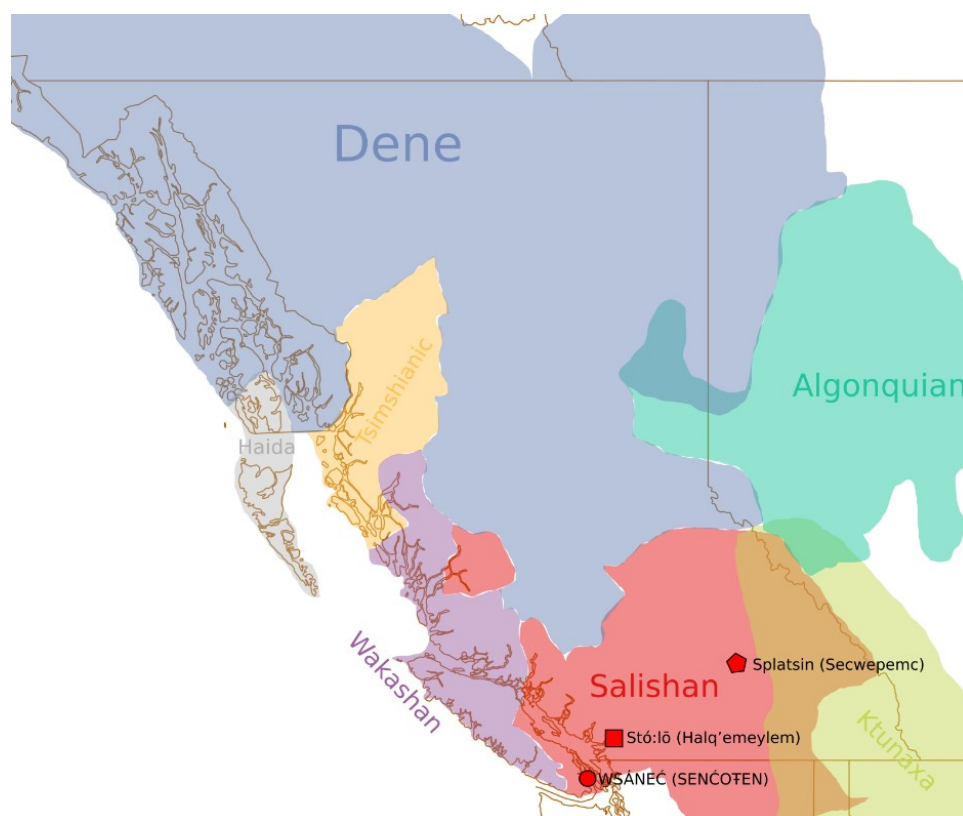 Dene
Tsimshianic
Algonquian
Haida
Wakashan
Salishan
Splatsin (Secwepemc)
Ktunaxa
Stó:lō (Halq’emeylem)
W̱SÁNEĆ (SENĆOŦEN)